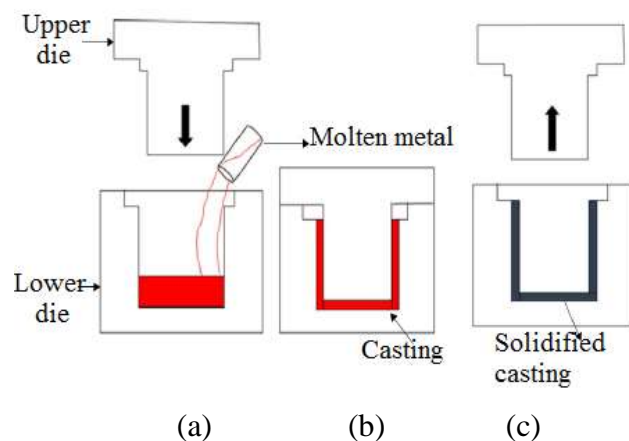 Upper
die
Molten metal
Lower
die
Casting
Solidified
casting
(a)
(b)
(c)